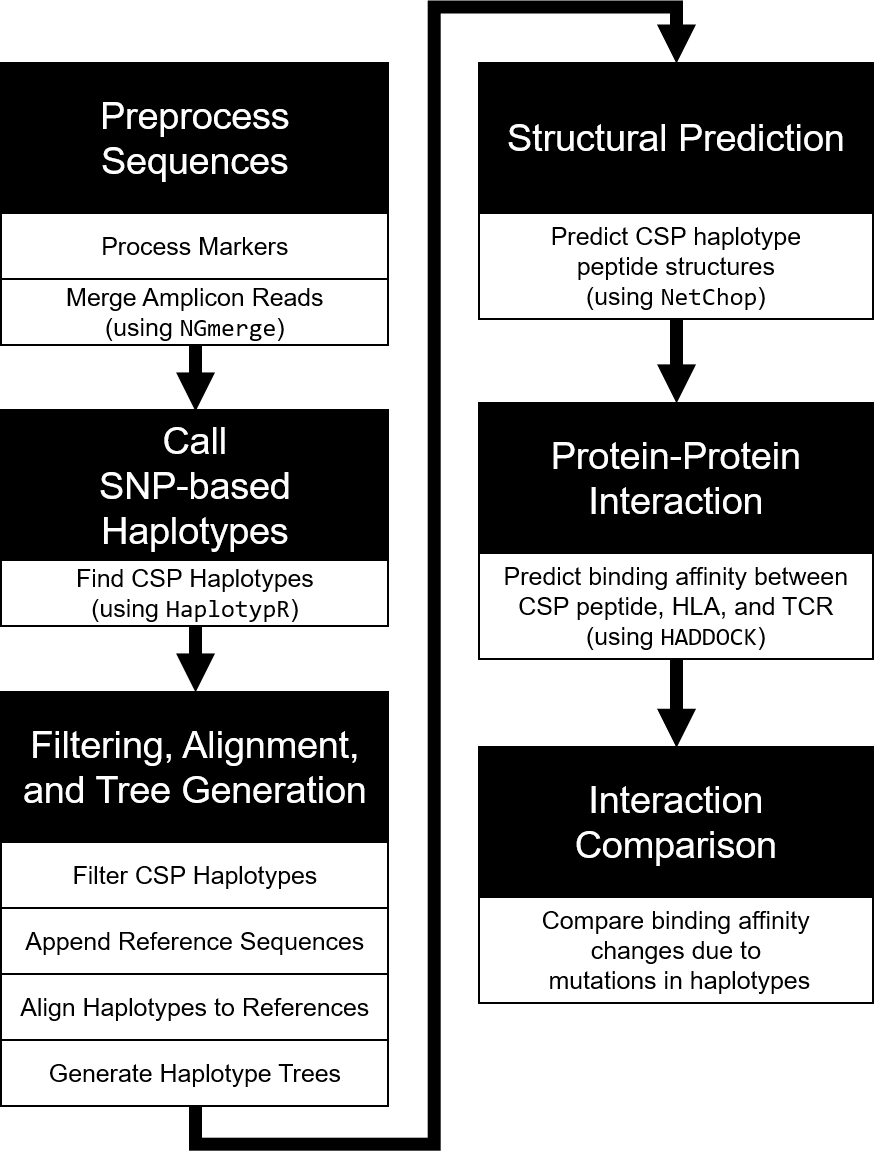 Preprocess
Sequences
Process Markers
Merge Amplicon Reads
(using NGmerge)
Call
SNP-based
Haplotypes
Find CSP Haplotypes
(using HaplotypR)
Filtering, Alignment,
and Tree Generation
Filter CSP Haplotypes
Append Reference Sequences
Align Haplotypes to References
Generate Haplotype Trees
Structural Prediction
Predict CSP haplotype
peptide structures
(using NetChop)
Protein-Protein
Interaction
Predict binding affinity between
CSP peptide, HLA, and TCR
(using HADDOCK)
Interaction
Comparison
Compare binding affinity
changes due to
mutations in haplotypes